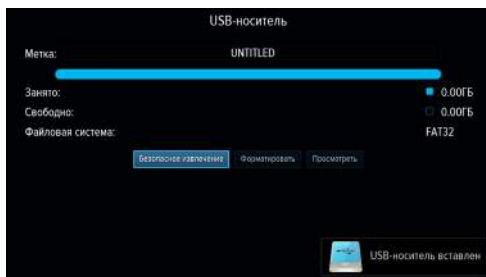 USB-носитель
Метка: UNTITLED
Занято: 0.00ГБ
Свободно: 0.00ГБ
Файловая система: FAT32
Безопасное извлечение Форматировать Просмотреть
USB-носитель вставлен